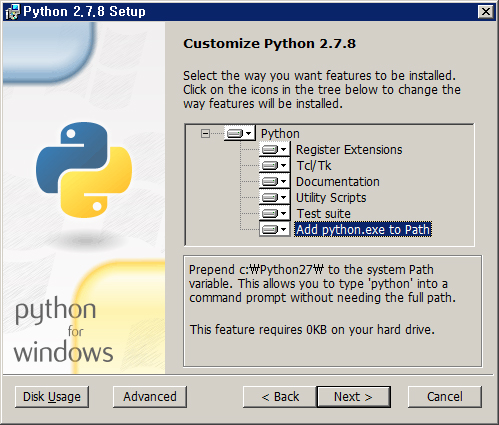 Python 2.7.8 Setup
Customize Python 2.7.8
Select the way you want features to be installed.
Click on the icons in the tree below to change the
way features will be installed.
Python
Register Extensions
Tcl/Tk
Documentation
Utility Scripts
Test suite
Add python.exe to Path
Prepend c:₩Python27₩ to the system Path
variable. This allows you to type 'python' into a
command prompt without needing the full path.
This feature requires 0KB on your hard drive.
python
for
windows
Disk Usage
Advanced
< Back
Next >
Cancel